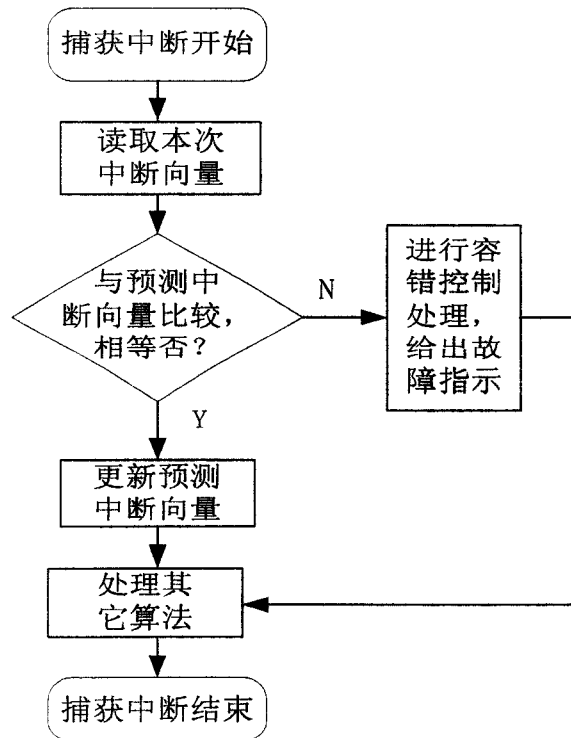 捕获中断开始
读取本次
中断向量
与预测中
断向量比较，
相等否？
N
进行容
错控制
处理，
给出故
障指示
Y
更新预测
中断向量
处理其
它算法
捕获中断结束